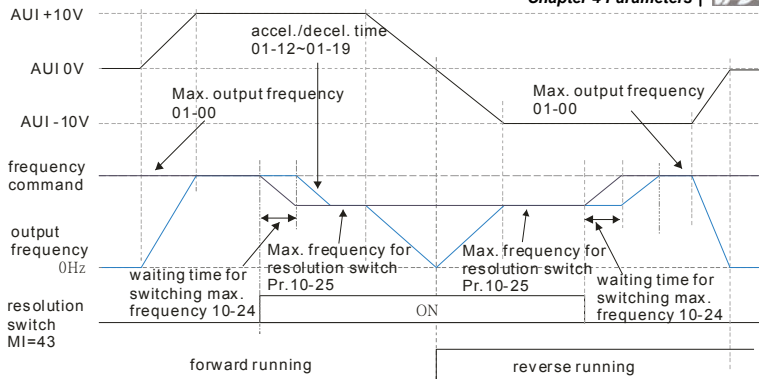 Chapter 4 Parameters |
AUI +10V
accel./decel. time
01-12~01-19
AUI 0V
Max. output frequency
01-00
Max. output frequency
01-00
AUI -10V
frequency
command
output
frequency
0Hz
waiting time for
switching max.
frequency 10-24
Max. frequency for
resolution switch
Pr.10-25
Max. frequency for
resolution switch
Pr.10-25
waiting time for
switching max.
frequency 10-24
resolution
switch
MI=43
ON
forward running
reverse running